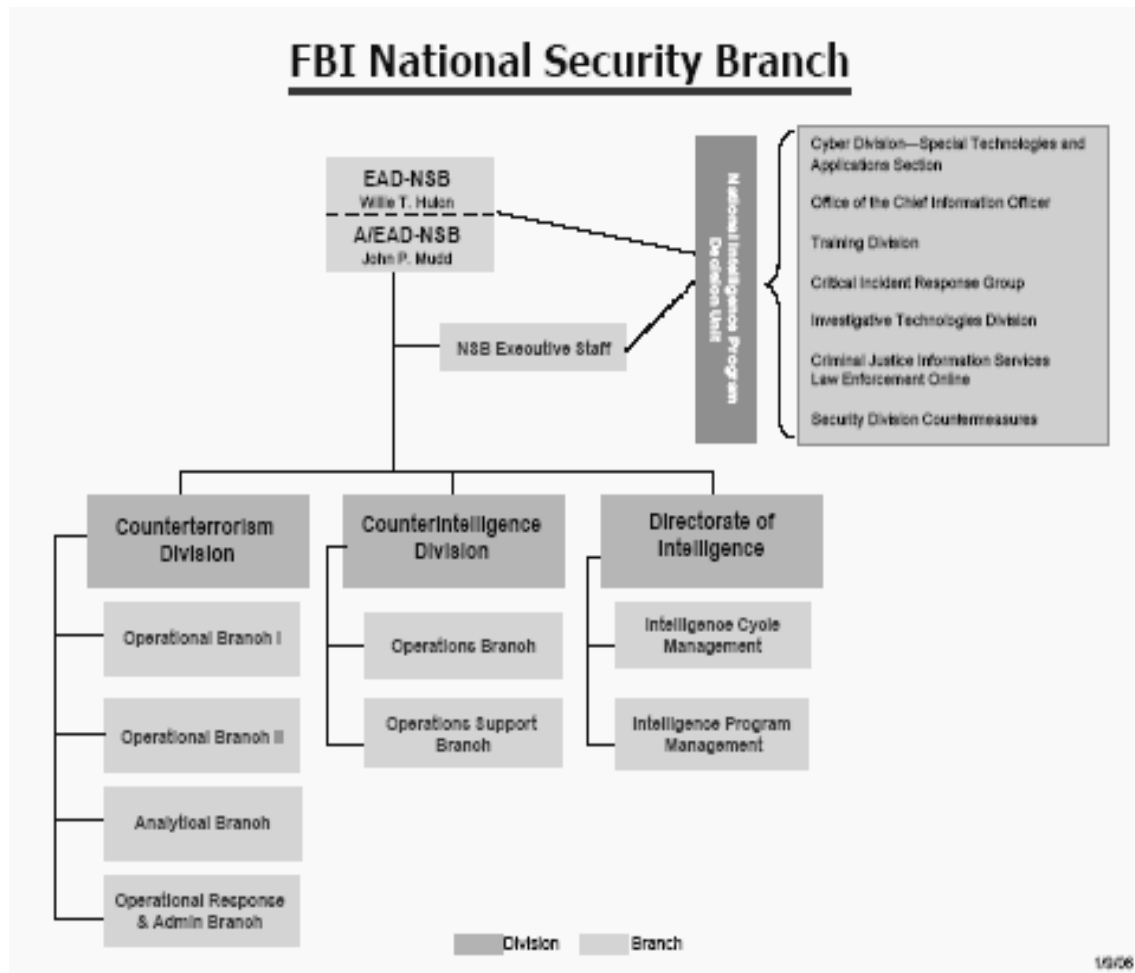 FBI National Security Branch
EAD-NSB
Willie T. Hulon
A/EAD-NSB
John P. Mudd
NSB Executive Staff
National Intelligence Program
Decision Unit
Cyber Division—Special Technologies and
Applications Section
Office of the Chief Information Officer
Training Division
Critical Incident Response Group
Investigative Technologies Division
Criminal Justice Information Services
Law Enforcement Online
Security Division Countermeasures
Counterterrorism
Division
Operational Branch I
Operational Branch II
Analytical Branch
Operational Response
& Admin Branch
Counterintelligence
Division
Operations Branch
Operations Support
Branch
Directorate of
Intelligence
Intelligence Cycle
Management
Intelligence Program
Management
Division
Branch